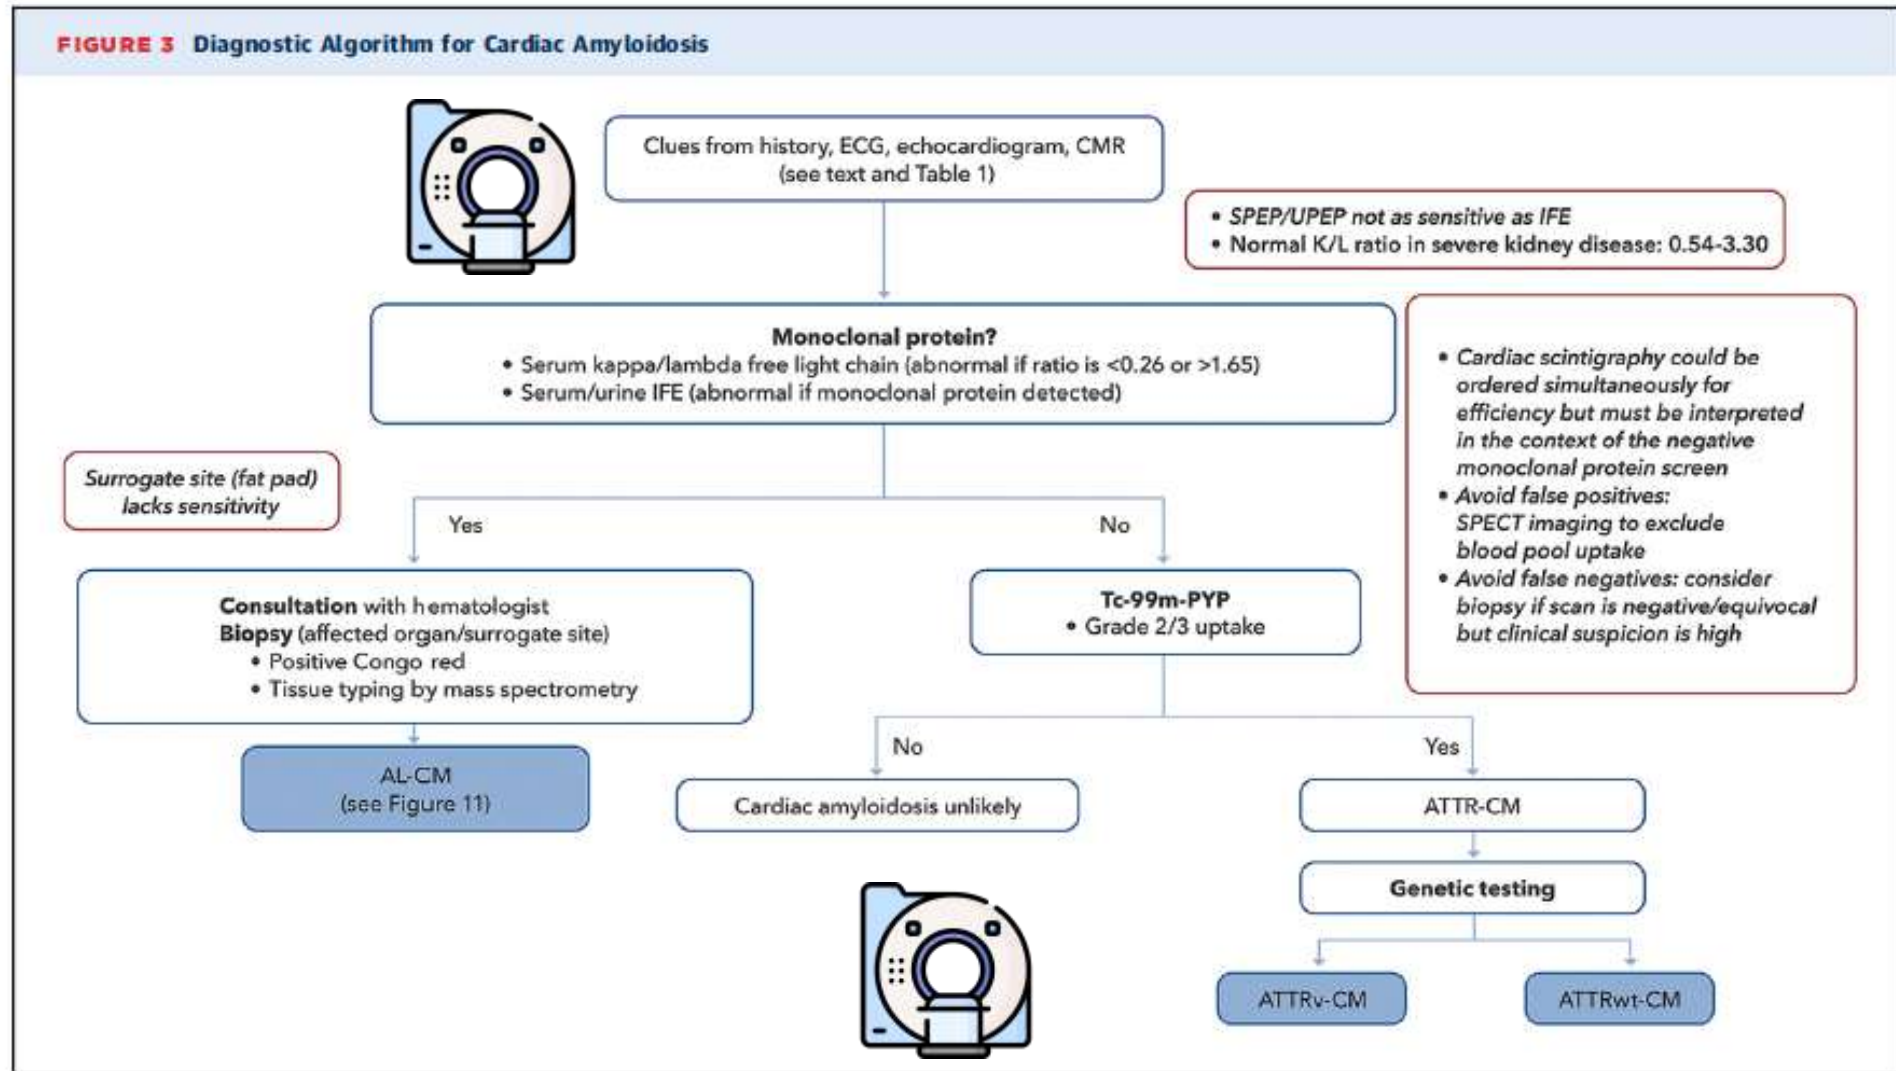 FIGURE 3 Diagnostic Algorithm for Cardiac Amyloidosis
Clues from history, ECG, echocardiogram, CMR
(see text and Table 1)
• SPEP/UPEP not as sensitive as IFE
• Normal K/L ratio in severe kidney disease: 0.54-3.30
Monoclonal protein?
• Serum kappa/lambda free light chain (abnormal if ratio is <0.26 or >1.65)
• Serum/urine IFE (abnormal if monoclonal protein detected)
• Cardiac scintigraphy could be
ordered simultaneously for
efficiency but must be interpreted
in the context of the negative
monoclonal protein screen
• Avoid false positives:
SPECT imaging to exclude
blood pool uptake
• Avoid false negatives: consider
biopsy if scan is negative/equivocal
but clinical suspicion is high
Surrogate site (fat pad)
lacks sensitivity
Yes
No
Consultation with hematologist
Biopsy (affected organ/surrogate site)
• Positive Congo red
• Tissue typing by mass spectrometry
Tc-99m-PYP
• Grade 2/3 uptake
No
Yes
AL-CM
(see Figure 11)
Cardiac amyloidosis unlikely
ATTR-CM
Genetic testing
ATTRv-CM
ATTRwt-CM